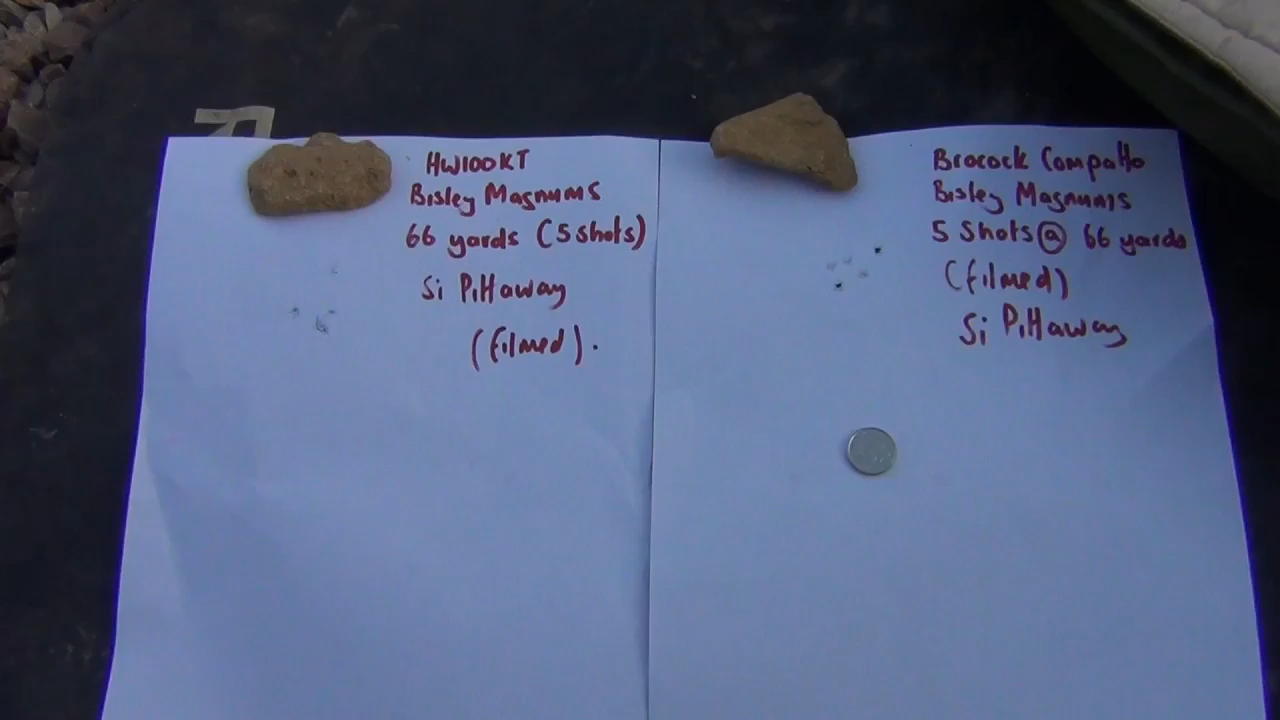 HW100KT
Bisley Magnums
66 yards (5 shots)
Si Pittaway
(filmed).
Brocock Compatto
Bisley Magnums
5 Shots @ 66 yards
(filmed)
Si Pittaway